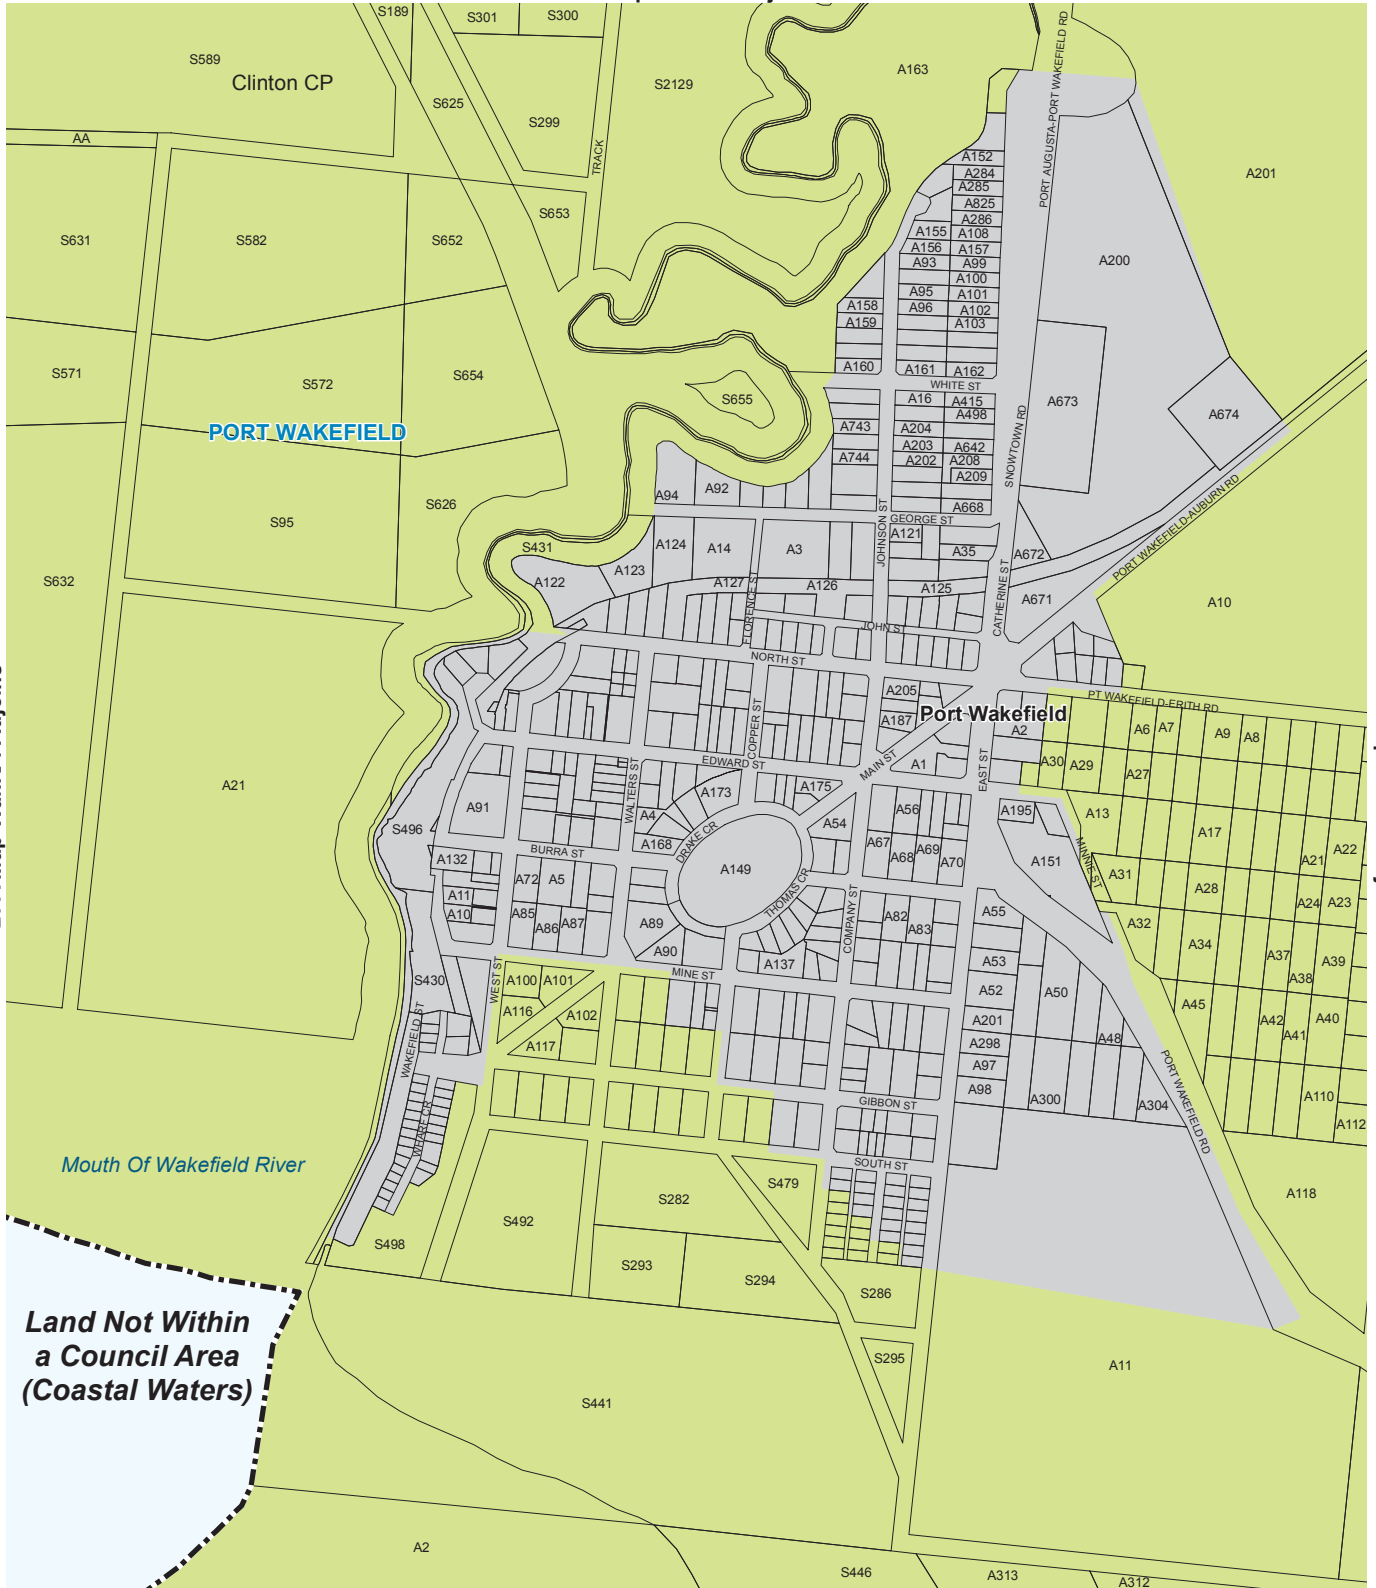 S189
S301
S300
S589
Clinton CP
S625
S299
S2129
A163
PORT AUGUSTA-PORT WAKEFIELD RD
AA
TRACK
A152
A284
A285
A825
A286
A201
S653
S631
S582
S652
A155
A108
A156
A157
A93
A99
A100
A200
A95
A101
A158
A96
A102
A159
A103
S571
S572
S654
A160
A161
A162
WHITE ST
S655
A16
A415
A498
A673
A674
PORT WAKEFIELD
A743
A204
A203
A642
A744
A202
A208
A209
SNOWTOWN RD
S95
S626
A94
A92
A668
JOHNSON ST
GEORGE ST
PORT WAKEFIELD-AUBURN RD
S431
A124
A14
A3
A121
A35
A672
S632
A122
A123
A127
A126
A125
A671
A10
FLORENCE ST
CATHERINE ST
JOHN ST
NORTH ST
A205
PT WAKEFIELD-ERITH RD
A187
Port Wakefield
A2
A6
A7
A9
A8
COPPER ST
EDWARD ST
MAIN ST
A1
EAST ST
A30
A29
A27
A21
WALTERS ST
A173
A175
A91
A4
A56
A195
A13
S496
A168
DRAKE CR
A54
A17
BURRA ST
A67
A68
A69
A70
A151
MINNIE ST
A22
A21
A132
A149
A31
A72
A5
A28
A11
A24
A23
A10
A85
A86
A87
A89
THOMAS CR
COMPANY ST
A82
A83
A55
A32
A90
A34
A137
A53
A37
A39
S430
WEST ST
A100
A101
MINE ST
A38
A52
A50
A45
A116
A102
A201
A42
A40
A41
A117
A298
A48
WAKEFIELD ST
A97
A98
A300
A304
A110
GIBBON ST
A112
WHARF CR
PORT WAKEFIELD RD
Mouth Of Wakefield River
SOUTH ST
S479
A118
S282
S492
S498
S293
S294
S286
Land Not Within
a Council Area
(Coastal Waters)
S295
A11
S441
A2
S446
A313
A312